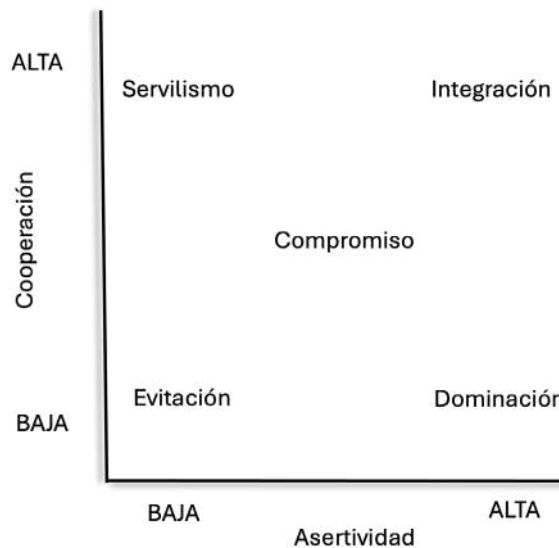 ALTA
Servilismo
Integración
Cooperación
Compromiso
Evitación
Dominación
BAJA
BAJA
ALTA
Asertividad